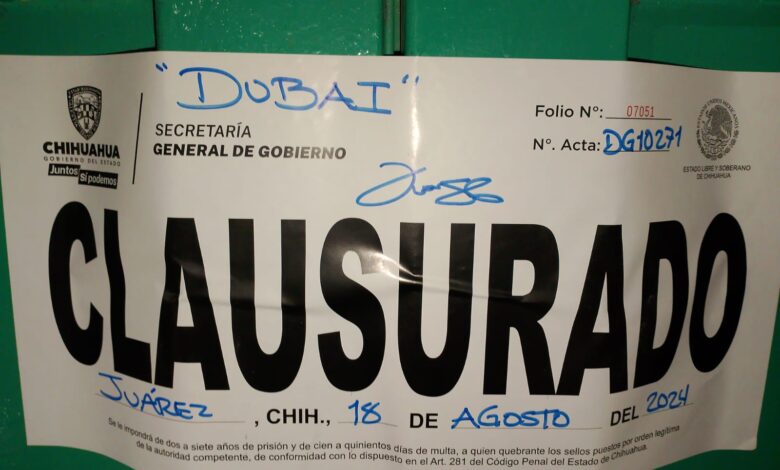 "DUBAI"
CHIHUAHUA
GOBIERNO DEL ESTADO
Juntos Sí podemos
SECRETARÍA
GENERAL DE GOBIERNO
Folio N°: 07051
N°. Acta: DG10271
ESTADOS UNIDOS MEXICANOS
ESTADO LIBRE Y SOBERANO
DE CHIHUAHUA
CLAUSURADO
JUÁREZ, CHIH., 18 DE AGOSTO DEL 2024
Se le impondrá de dos a siete años de prisión y de cien a quinientos días de multa, a quien quebrante los sellos puestos por orden legítima
de la autoridad competente, de conformidad con lo dispuesto en el Art. 281 del Código Penal del Estado de Chihuahua.